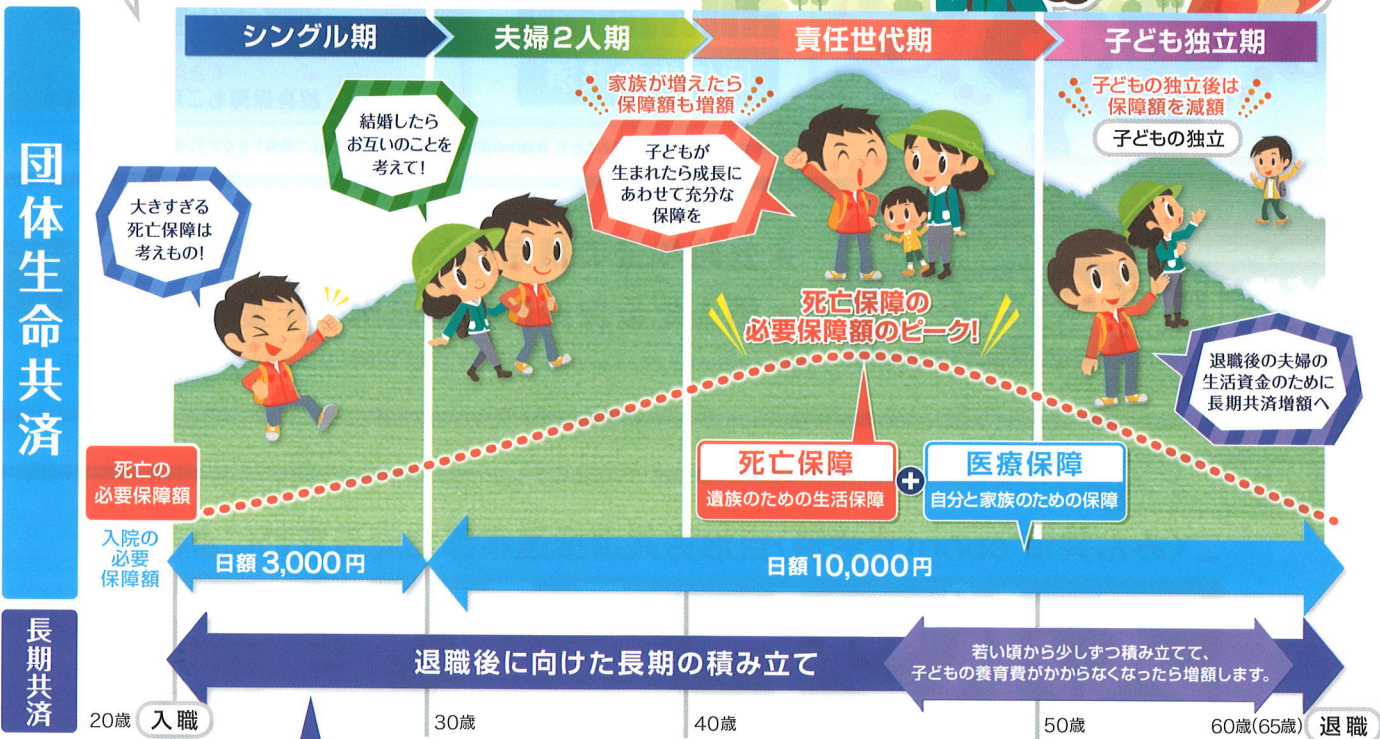 シングル期
夫婦2人期
責任世代期
子ども独立期
団体生命共済
大きすぎる
死亡保障は
考えもの!
結婚したら
お互いのことを
考えて!
家族が増えたら
保障額も増額
子どもが
生まれたら成長に
あわせて充分な
保障を
子どもの独立後は
保障額を減額
子どもの独立
死亡保障の
必要保障額のピーク!
退職後の夫婦の
生活資金のために
長期共済増額へ
死亡の
必要保障額
死亡保障
遺族のための生活保障
医療保障
自分と家族のための保障
入院の
必要
保障額
日額3,000円
日額10,000円
長期共済
退職後に向けた長期の積み立て
若い頃から少しずつ積み立てて、
子どもの養育費がかからなくなったら増額します。
20歳 入職
30歳
40歳
50歳
60歳(65歳) 退職